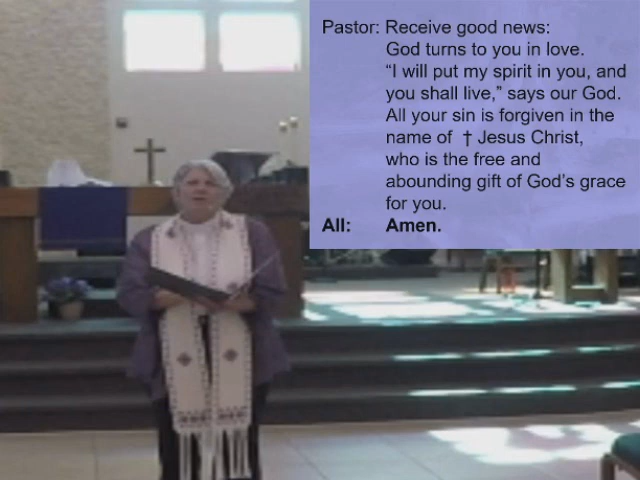 Pastor: Receive good news:
God turns to you in love.
“I will put my spirit in you, and
you shall live,” says our God.
All your sin is forgiven in the
name of † Jesus Christ,
who is the free and
abounding gift of God’s grace
for you.
All: Amen.